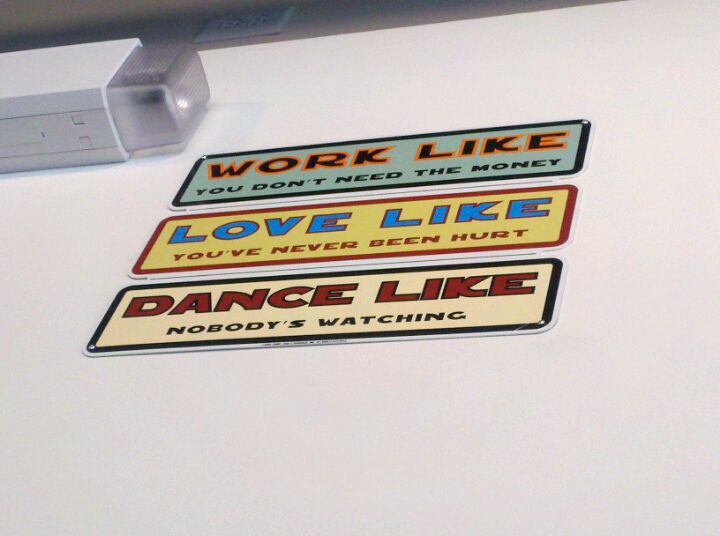 WORK LIKE
YOU DON'T NEED THE MONEY
LOVE LIKE
YOU'VE NEVER BEEN HURT
DANCE LIKE
NOBODY'S WATCHING